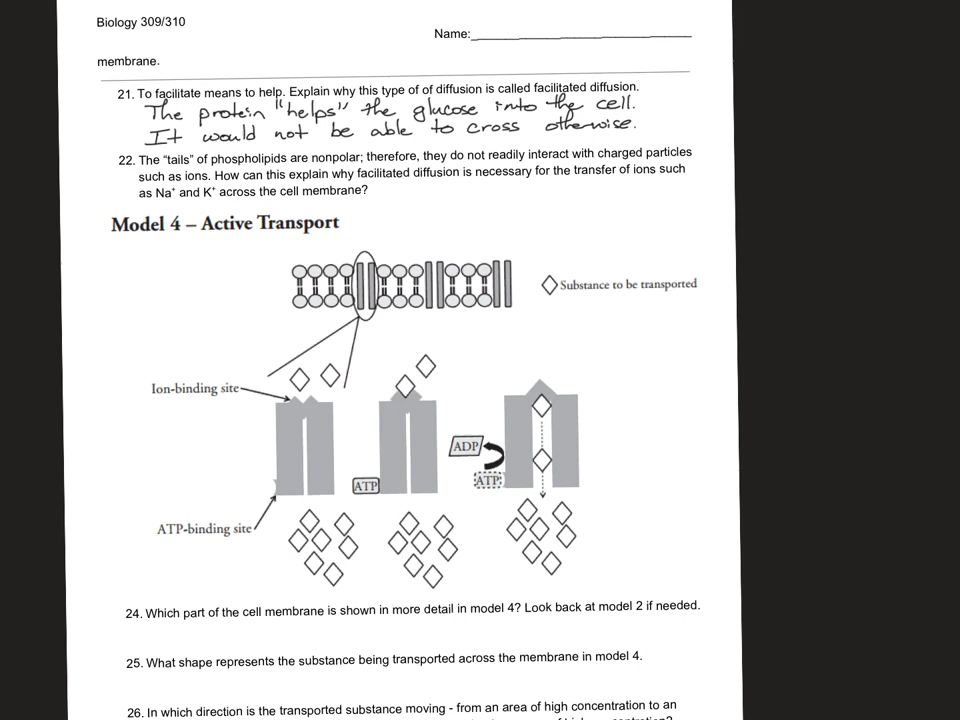 Biology 309/310
Name:
membrane.
21. To facilitate means to help. Explain why this type of of diffusion is called facilitated diffusion.
The protein "helps" the glucose into the cell.
It would not be able to cross otherwise.
22. The "tails" of phospholipids are nonpolar; therefore, they do not readily interact with charged particles
such as ions. How can this explain why facilitated diffusion is necessary for the transfer of ions such
as Na⁺ and K⁺ across the cell membrane?
Model 4 – Active Transport
Substance to be transported
Ion-binding site
ADP
ATP
ATP
ATP-binding site
24. Which part of the cell membrane is shown in more detail in model 4? Look back at model 2 if needed.
25. What shape represents the substance being transported across the membrane in model 4.
26. In which direction is the transported substance moving - from an area of high concentration to an